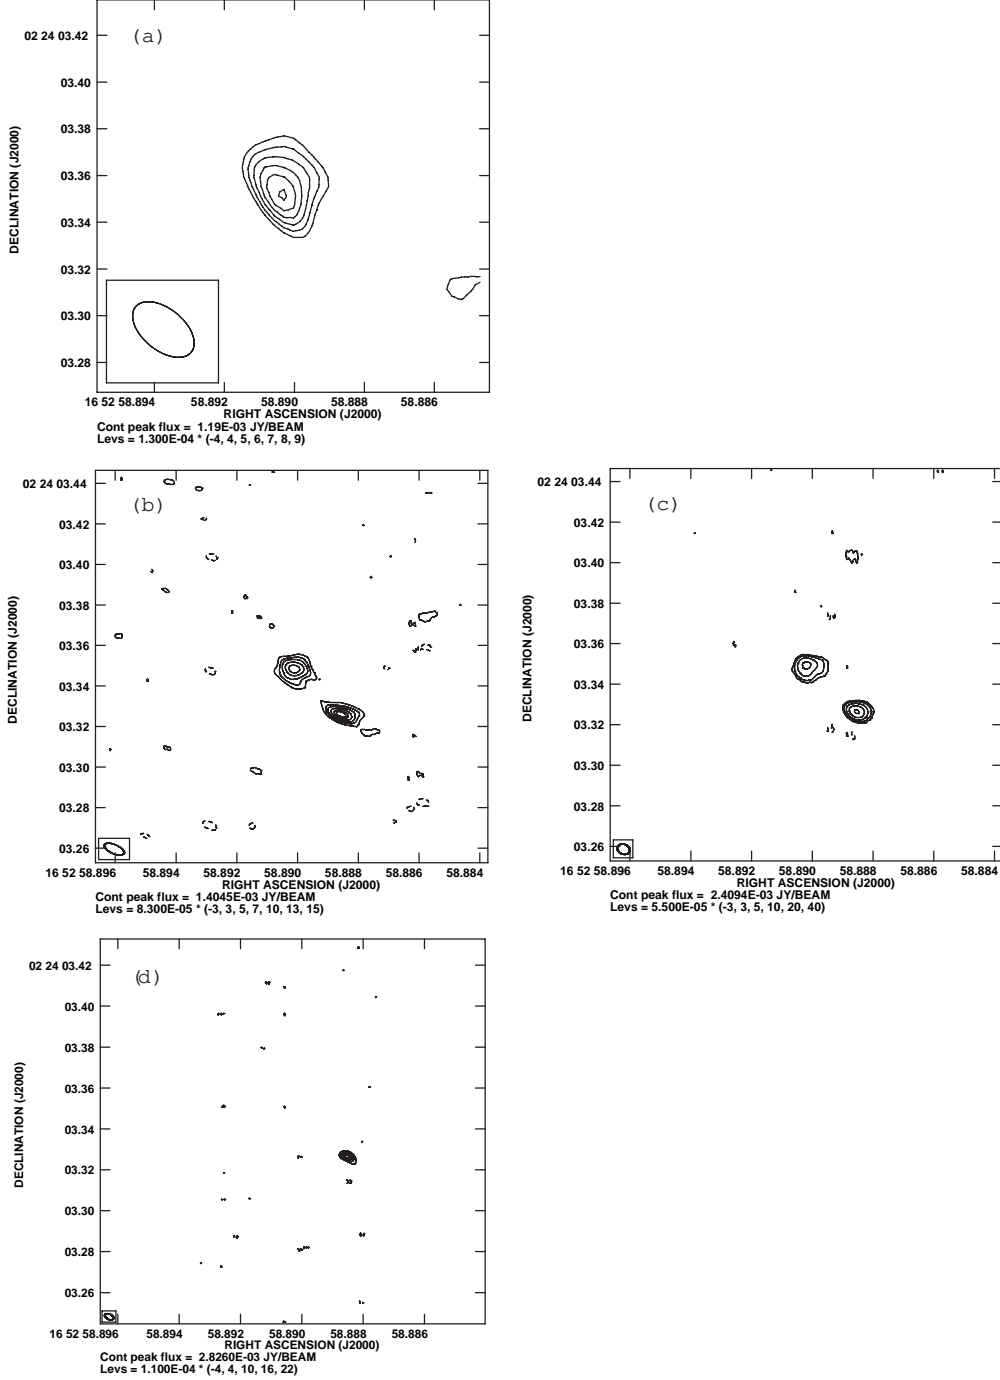 (a)
02 24 03.42
03.40
03.38
03.36
03.34
03.32
03.30
03.28
DECLINATION (J2000)
16 52 58.894 58.892 58.890 58.888 58.886
RIGHT ASCENSION (J2000)
Cont peak flux = 1.19E-03 JY/BEAM
Levs = 1.300E-04 * (-4, 4, 5, 6, 7, 8, 9)
(b)
02 24 03.44
03.42
03.40
03.38
03.36
03.34
03.32
03.30
03.28
03.26
DECLINATION (J2000)
16 52 58.896 58.894 58.892 58.890 58.888 58.886 58.884
RIGHT ASCENSION (J2000)
Cont peak flux = 1.4045E-03 JY/BEAM
Levs = 8.300E-05 * (-3, 3, 5, 7, 10, 13, 15)
(c)
02 24 03.44
03.42
03.40
03.38
03.36
03.34
03.32
03.30
03.28
03.26
DECLINATION (J2000)
16 52 58.896 58.894 58.892 58.890 58.888 58.886 58.884
RIGHT ASCENSION (J2000)
Cont peak flux = 2.4094E-03 JY/BEAM
Levs = 5.500E-05 * (-3, 3, 5, 10, 20, 40)
(d)
02 24 03.42
03.40
03.38
03.36
03.34
03.32
03.30
03.28
03.26
DECLINATION (J2000)
16 52 58.896 58.894 58.892 58.890 58.888 58.886
RIGHT ASCENSION (J2000)
Cont peak flux = 2.8260E-03 JY/BEAM
Levs = 1.100E-04 * (-4, 4, 10, 16, 22)